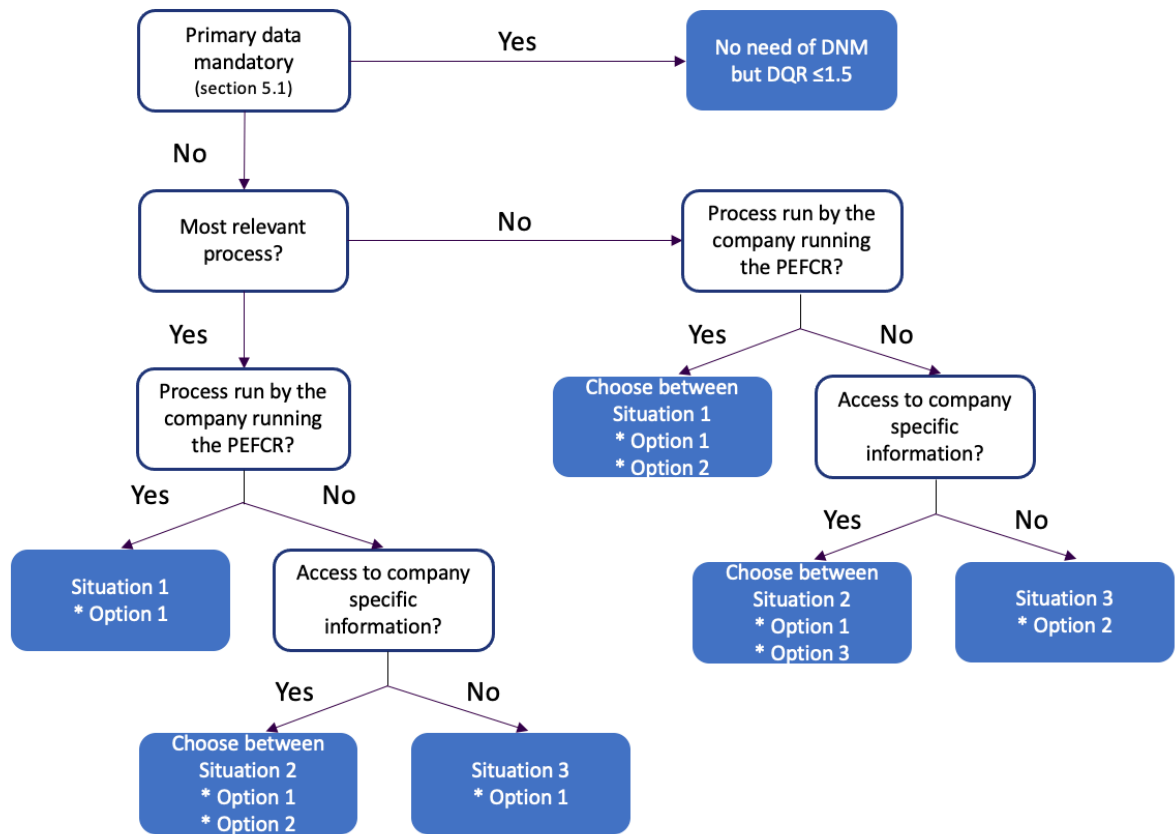 Primary data
mandatory
(section 5.1)
Yes
No need of DNM
but DQR ≤1.5
No
Most relevant
process?
No
Process run by the
company running
the PEFCR?
Yes
Yes
No
Process run by the
company running
the PEFCR?
Choose between
Situation 1
* Option 1
* Option 2
Access to company
specific
information?
Yes
No
Yes
No
Situation 1
* Option 1
Access to company
specific
information?
Choose between
Situation 2
* Option 1
* Option 3
Situation 3
* Option 2
Yes
No
Choose between
Situation 2
* Option 1
* Option 2
Situation 3
* Option 1